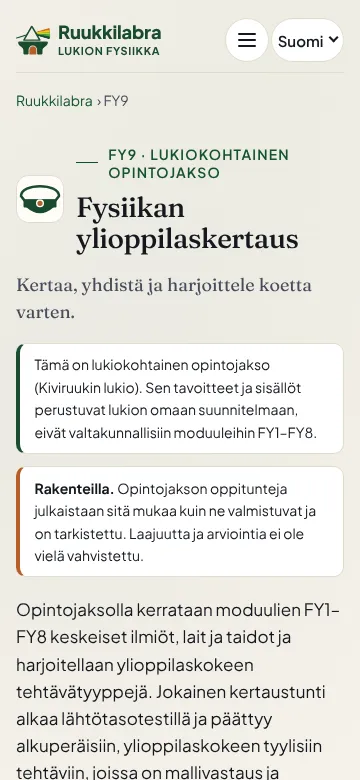 Ruukkilabra
LUKION FYSIIKKA
Suomi
Ruukkilabra › FY9
FY9 · LUKIOKOHTAINEN
OPINTOJAKSO
Fysiikan
ylioppilaskertaus
Kertaa, yhdistä ja harjoittele koetta
varten.
Tämä on lukiokohtainen opintojakso
(Kiviruukin lukio). Sen tavoitteet ja sisällöt
perustuvat lukion omaan suunnitelmaan,
eivät valtakunnallisiin moduuleihin FY1–FY8.
Rakenteilla. Opintojakson oppitunteja
julkaistaan sitä mukaa kuin ne valmistuvat ja
on tarkistettu. Laajuutta ja arviointia ei ole
vielä vahvistettu.
Opintojaksolla kerrataan moduulien FY1–
FY8 keskeiset ilmiöt, lait ja taidot ja
harjoitellaan ylioppilaskokeen
tehtävätyyppejä. Jokainen kertaustunti
alkaa lähtötasotestillä ja päättyy
alkuperäisiin, ylioppilaskokeen tyylisiin
tehtäviin, joissa on mallivastaus ja